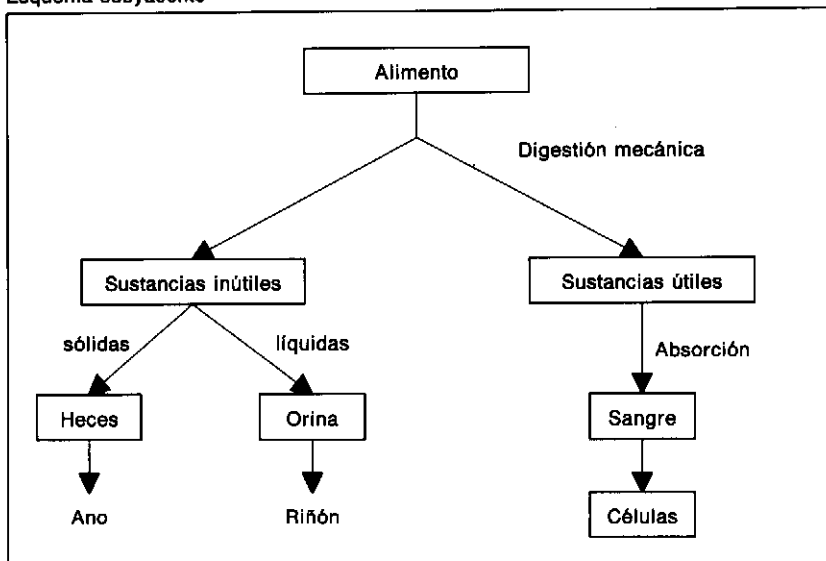 Alimento
Digestión mecánica
Sustancias inútiles
Sustancias útiles
sólidas
líquidas
Absorción
Heces
Orina
Sangre
Ano
Riñón
Células